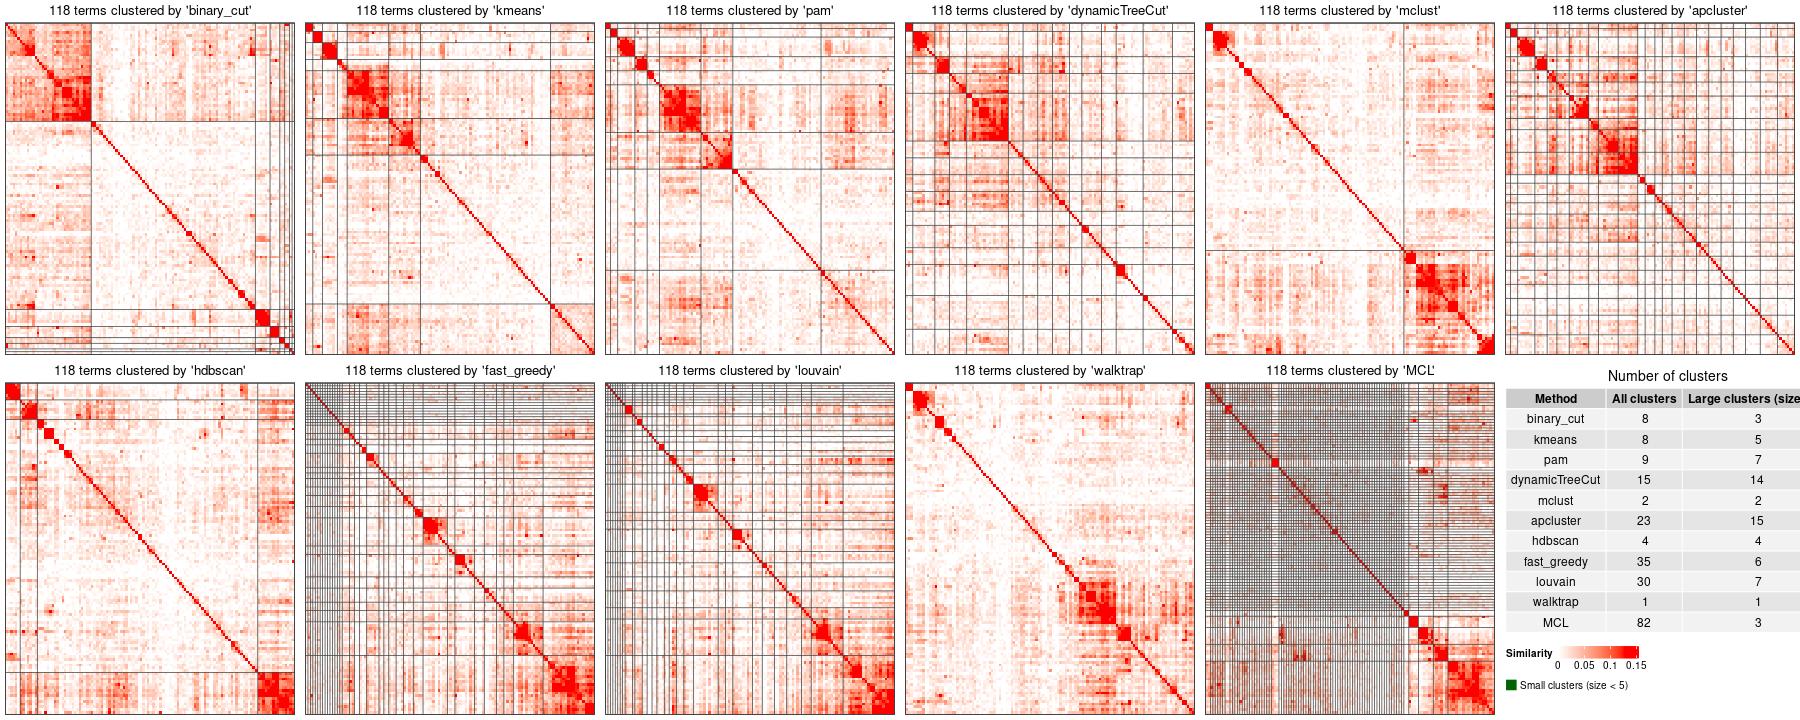 118 terms clustered by 'binary_cut'
118 terms clustered by 'kmeans'
118 terms clustered by 'pam'
118 terms clustered by 'dynamicTreeCut'
118 terms clustered by 'mclust'
118 terms clustered by 'apcluster'
118 terms clustered by 'hdbscan'
118 terms clustered by 'fast_greedy'
118 terms clustered by 'louvain'
118 terms clustered by 'walktrap'
118 terms clustered by 'MCL'
Number of clusters
Method All clusters Large clusters (size
binary_cut 8 3
kmeans 8 5
pam 9 7
dynamicTreeCut 15 14
mclust 2 2
apcluster 23 15
hdbscan 4 4
fast_greedy 35 6
louvain 30 7
walktrap 1 1
MCL 82 3
Similarity
0 0.05 0.1 0.15
Small clusters (size < 5)